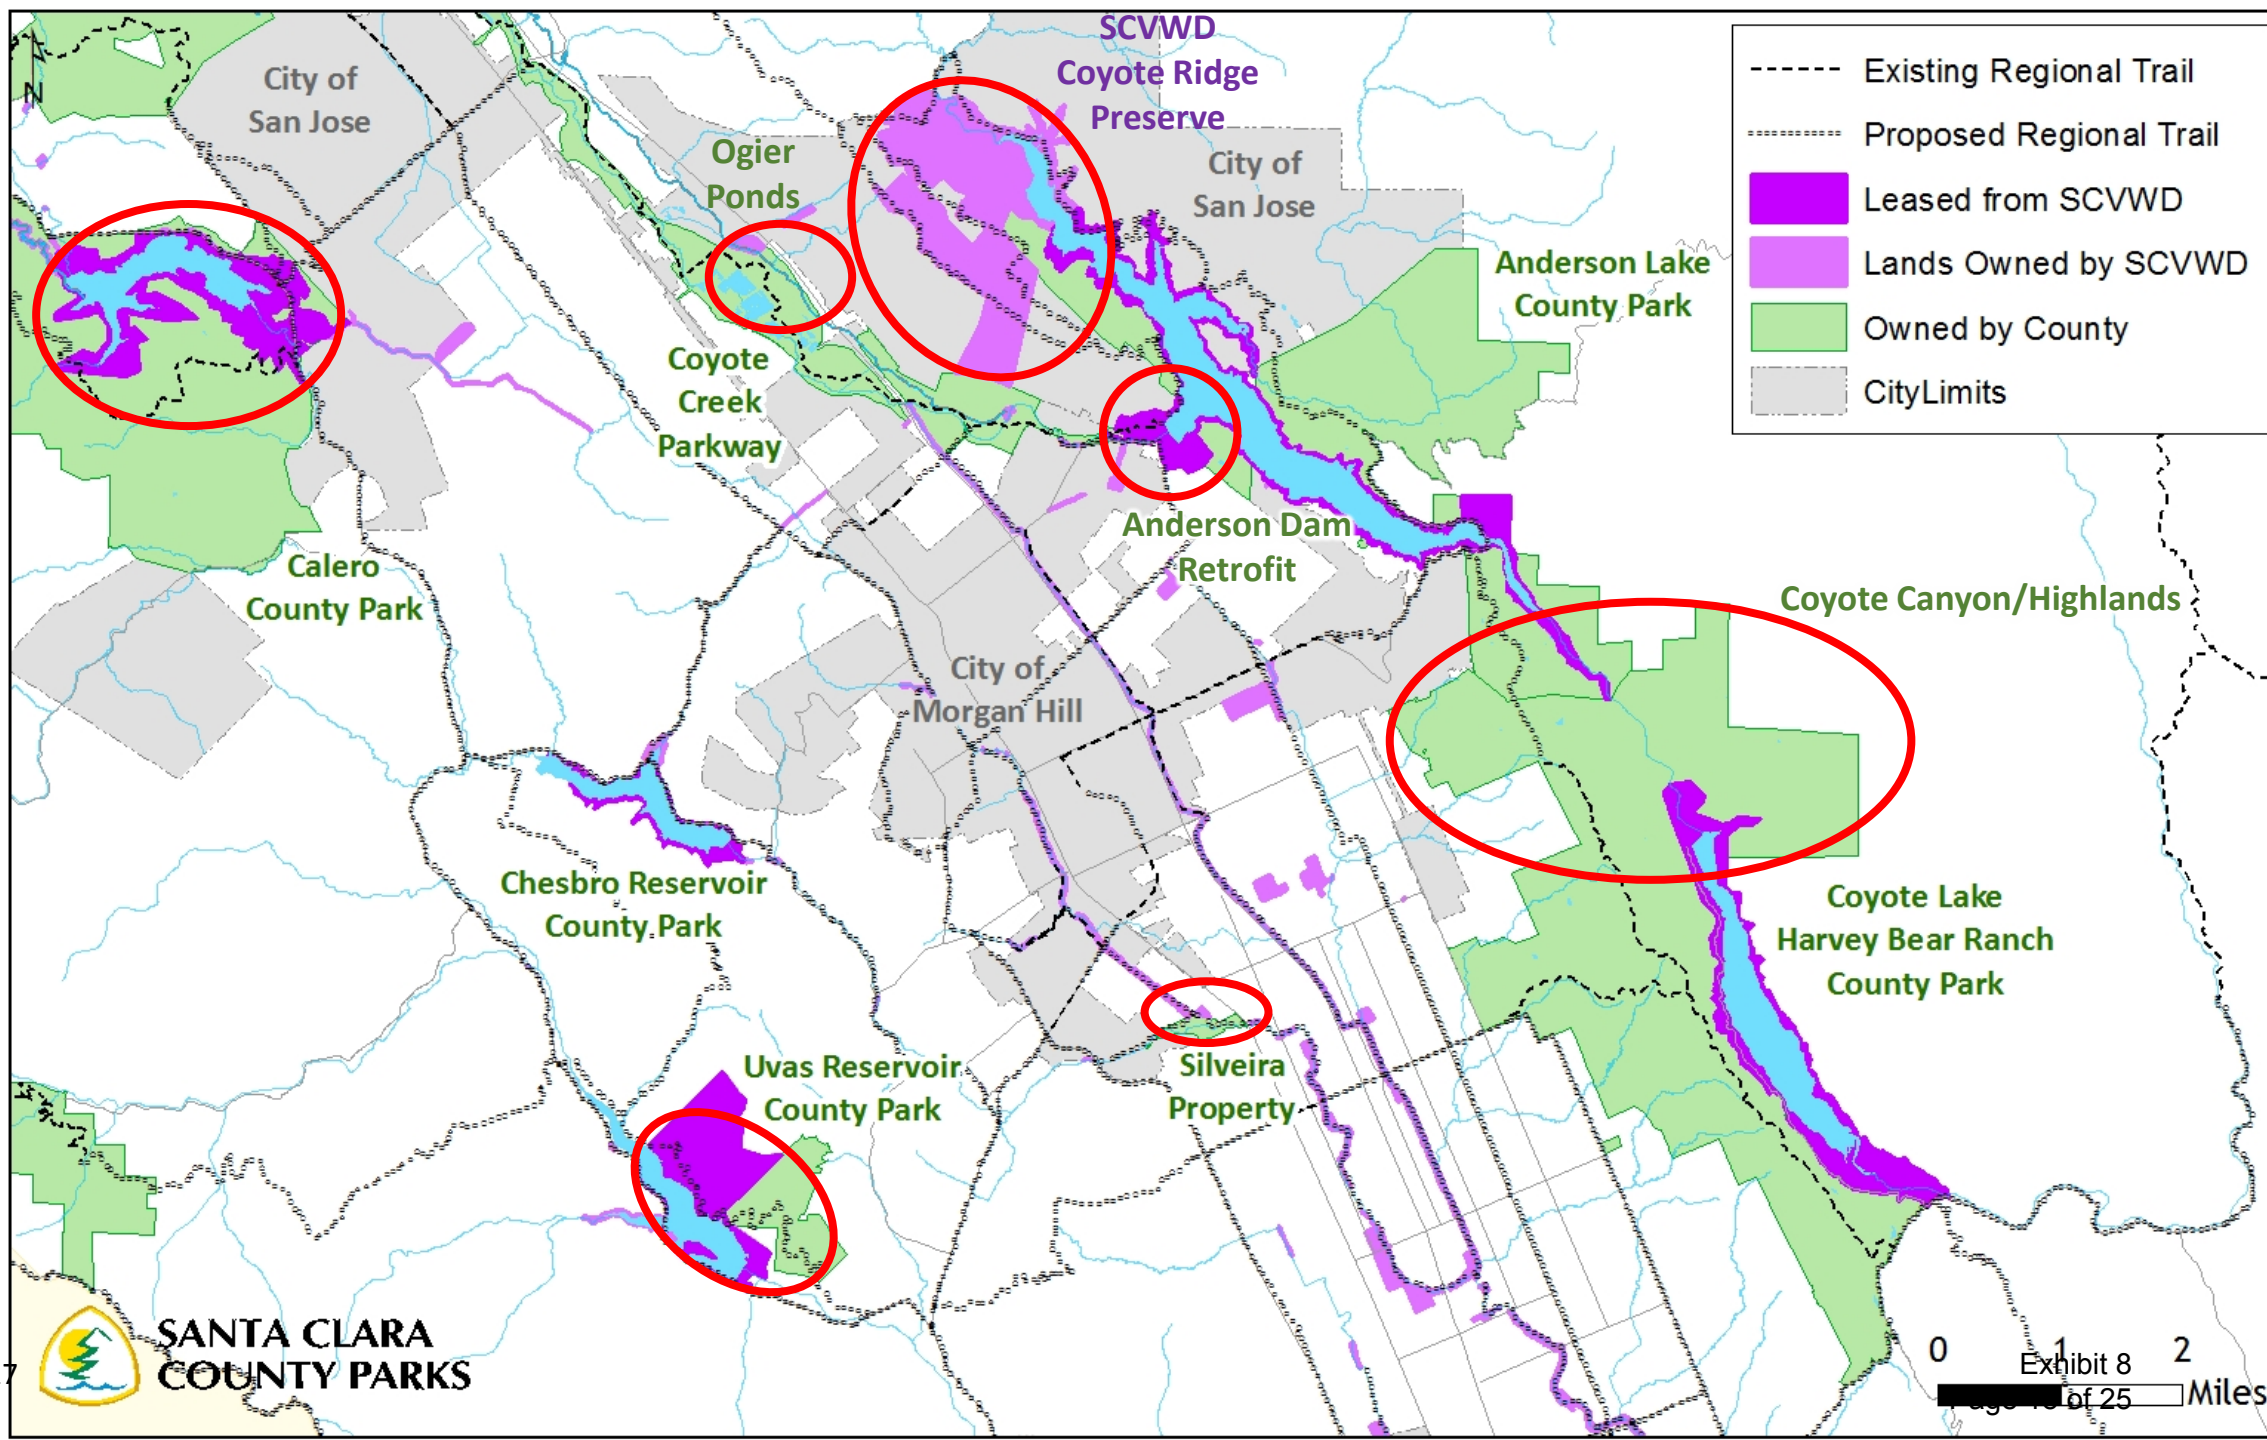 SCVWD
Coyote Ridge
Preserve
City of
San Jose
N
Ogier
Ponds
City of
San Jose
Existing Regional Trail
Proposed Regional Trail
Leased from SCVWD
Lands Owned by SCVWD
Owned by County
CityLimits
Anderson Lake
County Park
Coyote
Creek
Parkway
Anderson Dam
Retrofit
Calero
County Park
Coyote Canyon/Highlands
City of
Morgan Hill
Chesbro Reservoir
County Park
Coyote Lake
Harvey Bear Ranch
County Park
Uvas Reservoir
County Park
Silveira
Property
SANTA CLARA
COUNTY PARKS
7
0 1 2
Miles
Exhibit 8
of 25